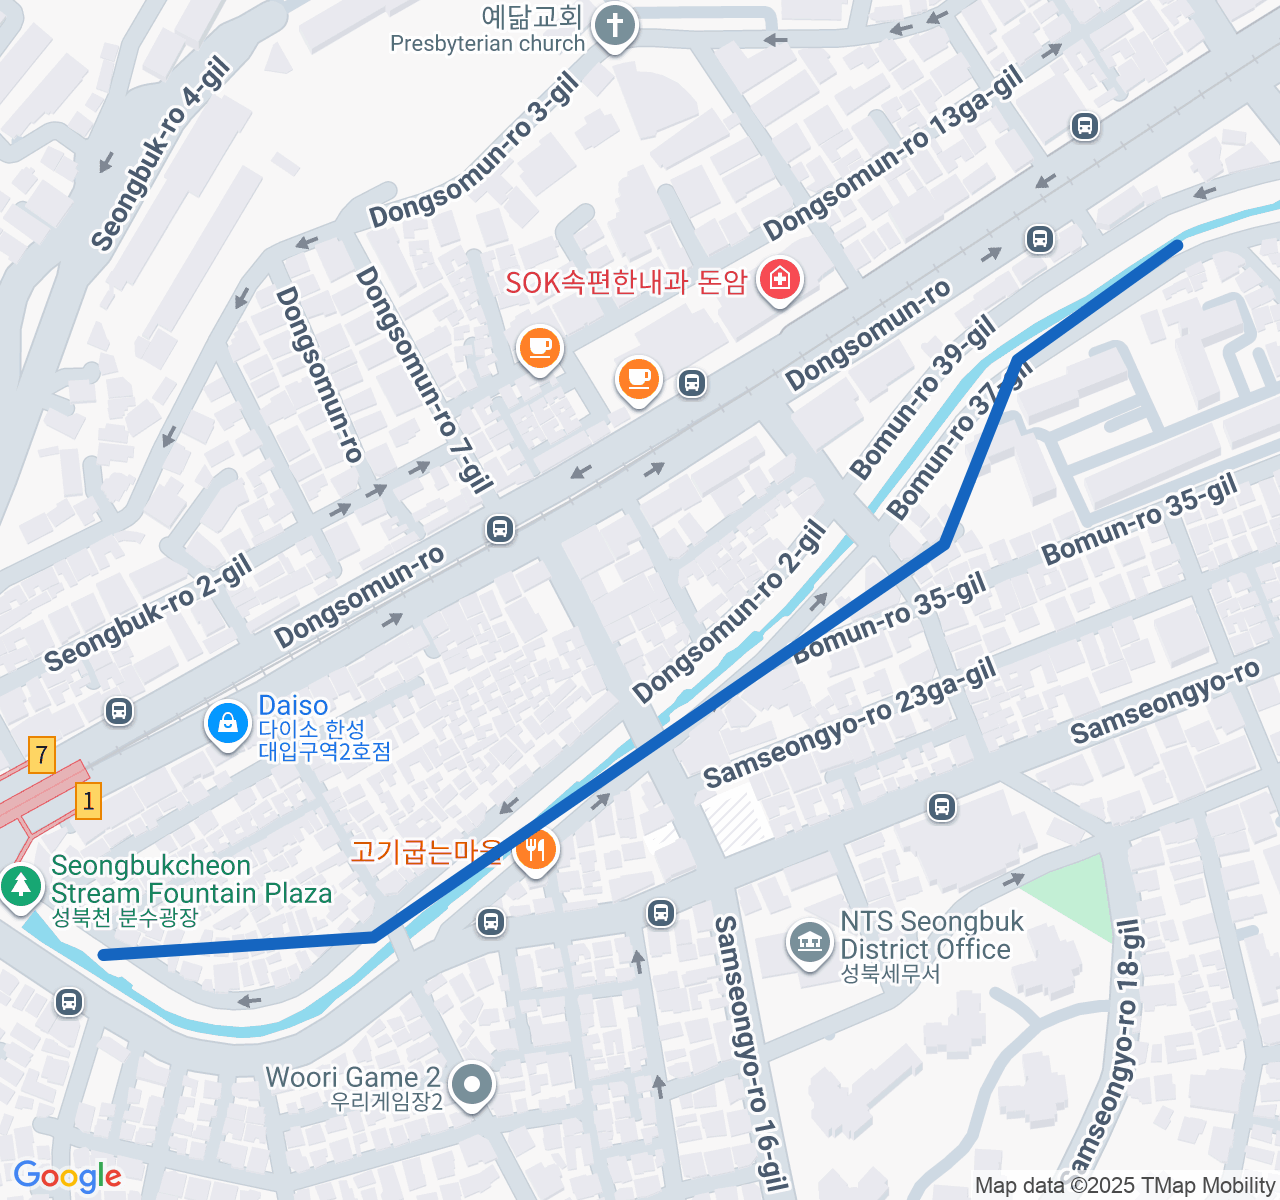 예닮교회
Presbyterian church
Seongbuk-ro 4-gil
Dongsomun-ro 3-gil
Dongsomun-ro 13ga-gil
SOK속편한내과 돈암
Dongsomun-ro 7-gil
Dongsomun-ro
Dongsomun-ro
Bomun-ro 39-gil
Bomun-ro 37-gil
Bomun-ro 35-gil
Seongbuk-ro 2-gil
Dongsomun-ro
Dongsomun-ro 2-gil
Bomun-ro 35-gil
Samseongyo-ro 23ga-gil
Samseongyo-ro
Daiso
다이소 한성
대입구역2호점
7
1
고기굽는마을
Seongbukcheon
Stream Fountain Plaza
성북천 분수광장
NTS Seongbuk
District Office
성북세무서
Samseongyo-ro 16-gil
Samseongyo-ro 18-gil
Woori Game 2
우리게임장2
Google
Map data ©2025 TMap Mobility